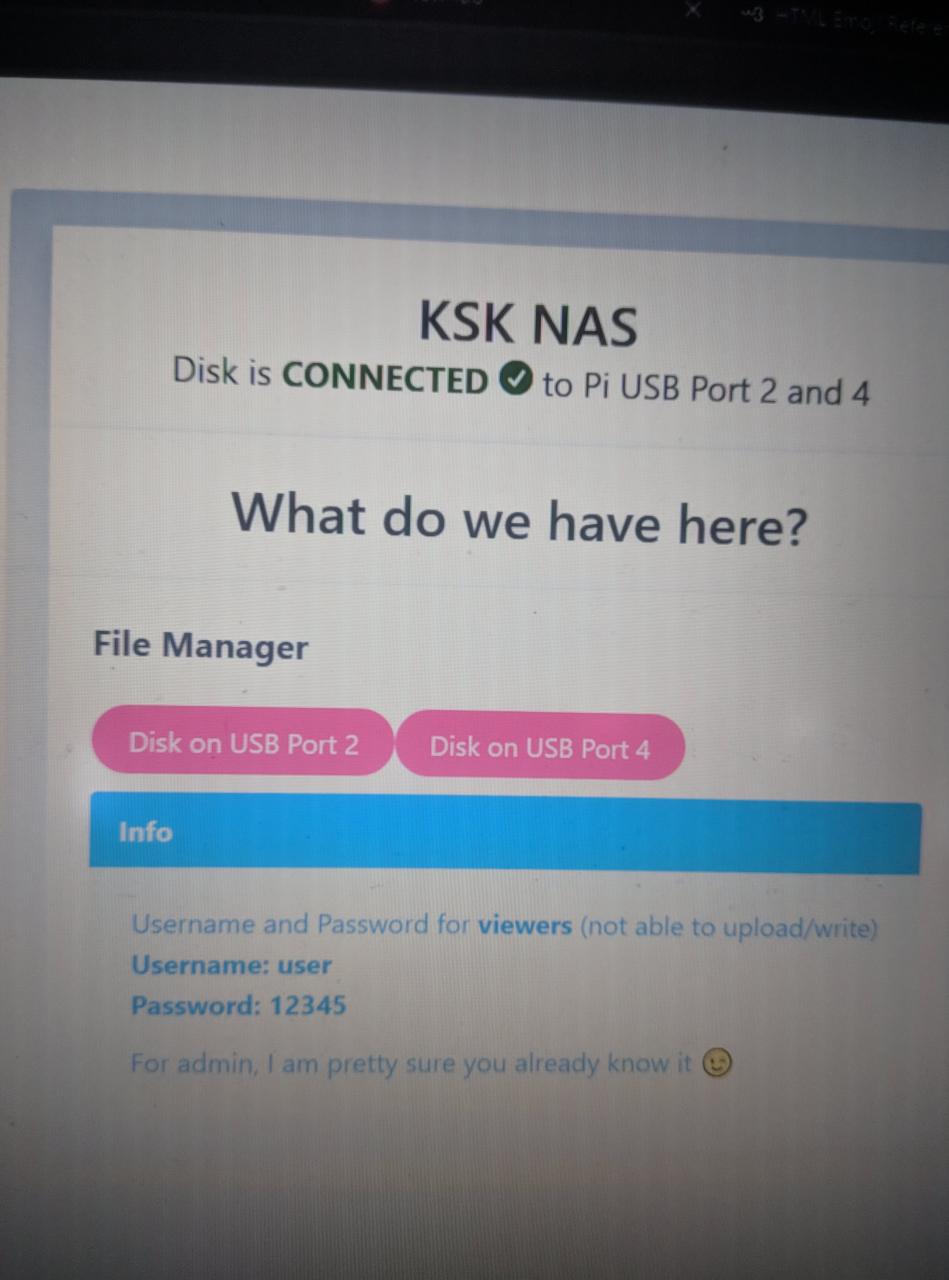 HTML Emoji Refere
KSK NAS
Disk is CONNECTED ✅ to Pi USB Port 2 and 4
What do we have here?
File Manager
Disk on USB Port 2
Disk on USB Port 4
Info
Username and Password for viewers (not able to upload/write)
Username: user
Password: 12345
For admin, I am pretty sure you already know it 😉